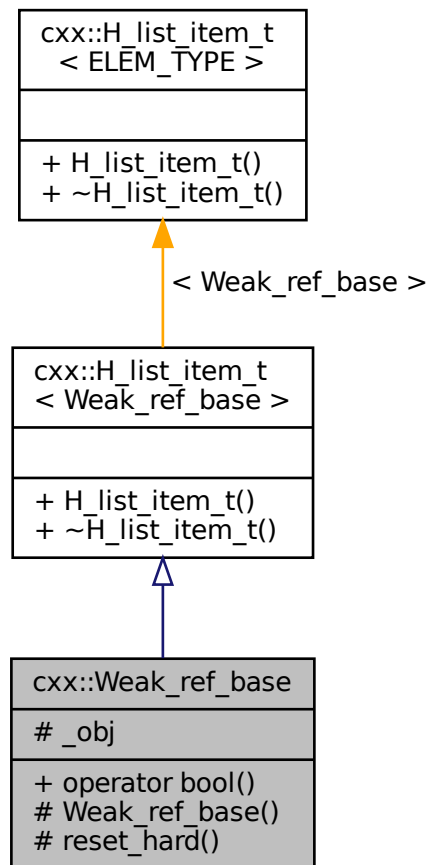 cxx::H_list_item_t
< ELEM_TYPE >
+ H_list_item_t()
+ ~H_list_item_t()
< Weak_ref_base >
cxx::H_list_item_t
< Weak_ref_base >
+ H_list_item_t()
+ ~H_list_item_t()
cxx::Weak_ref_base
# _obj
+ operator bool()
# Weak_ref_base()
# reset_hard()